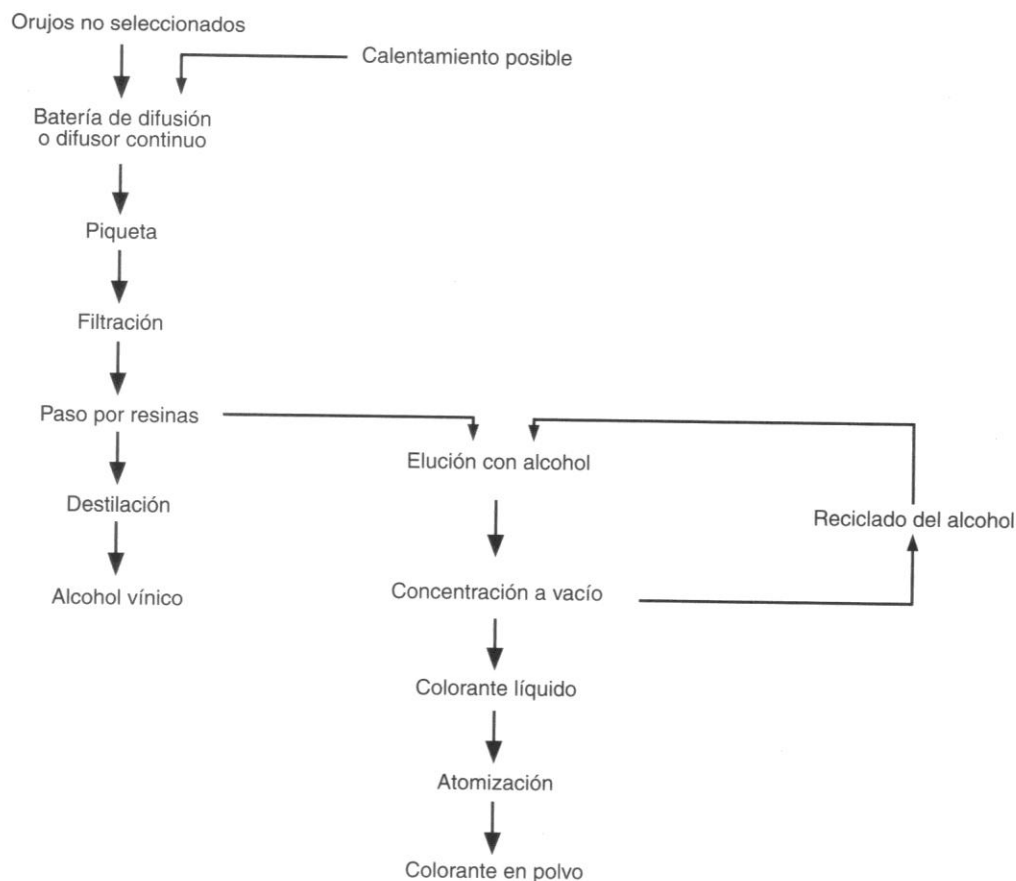 Orujos no seleccionados
Calentamiento posible
Batería de difusión
o difusor continuo
Piqueta
Filtración
Paso por resinas
Elución con alcohol
Destilación
Reciclado del alcohol
Alcohol vínico
Concentración a vacío
Colorante líquido
Atomización
Colorante en polvo